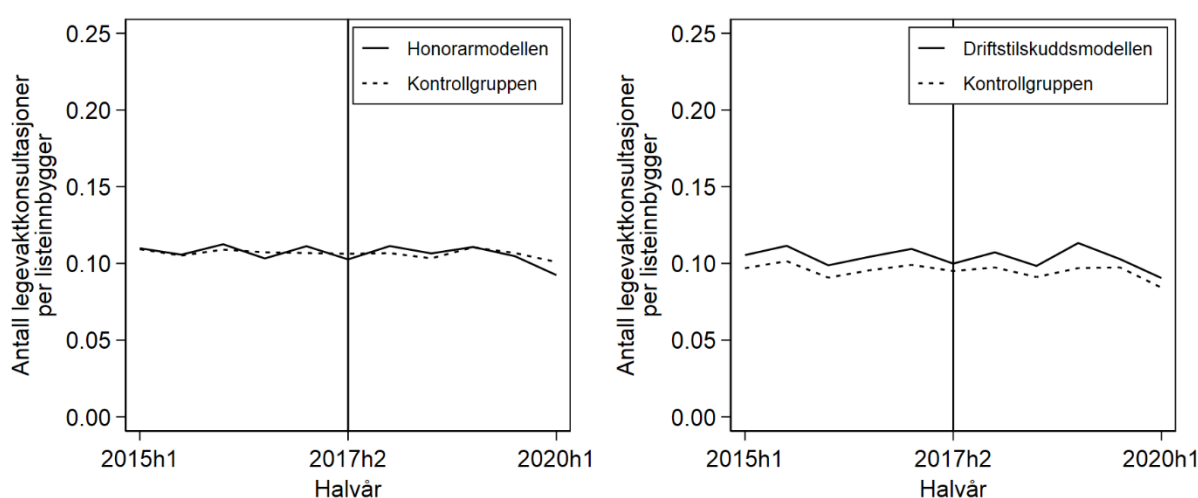 Antall legevaktkonsultasjoner
per listeinnbygger
0.25
0.20
0.15
0.10
0.05
0.00
Honorarmodellen
Kontrollgruppen
2015h1
2017h2
2020h1
Halvår
Antall legevaktkonsultasjoner
per listeinnbygger
0.25
0.20
0.15
0.10
0.05
0.00
Driftstilskuddsmodellen
Kontrollgruppen
2015h1
2017h2
2020h1
Halvår